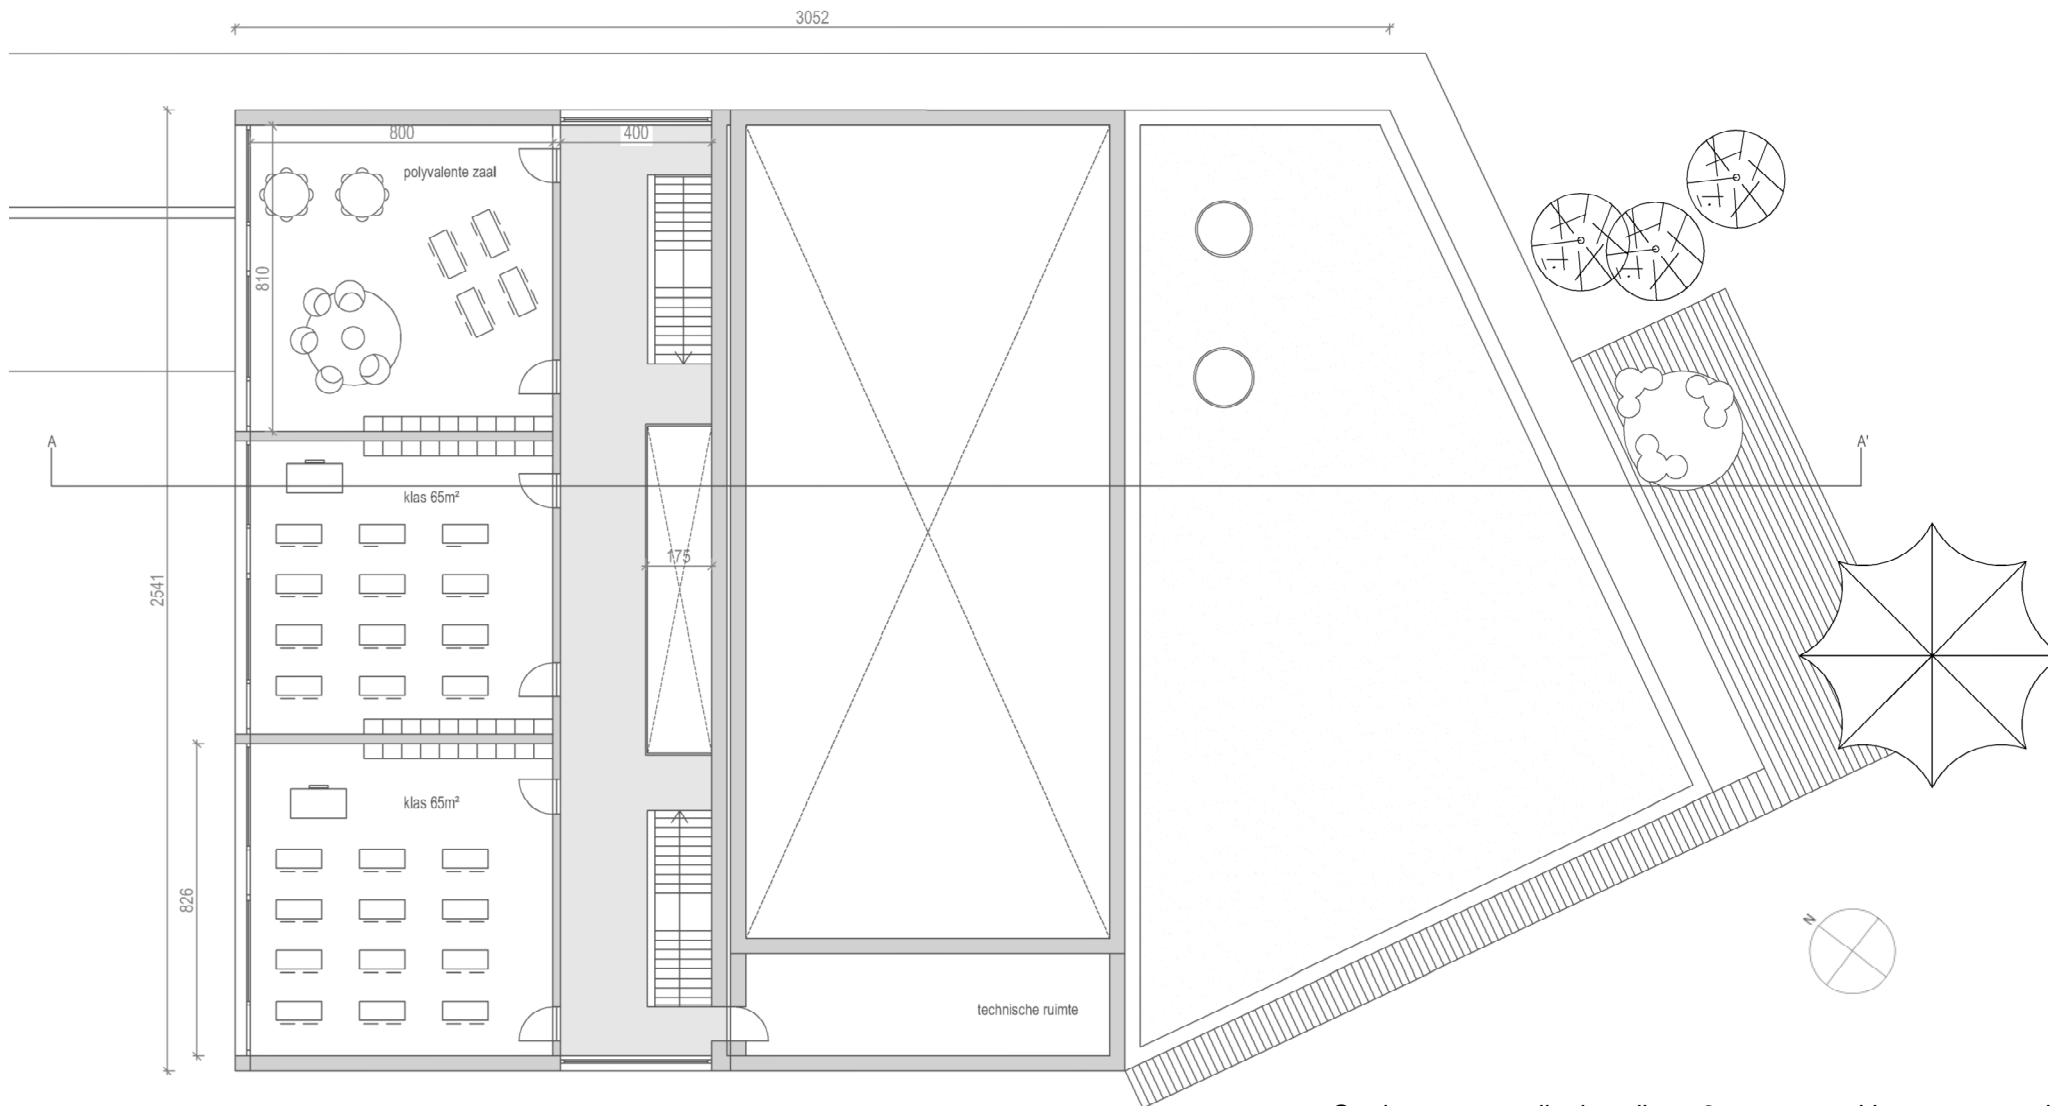 3052
800
400
polyvalente zaal
810
A
A'
klas 65m²
175
2541
klas 65m²
826
N
technische ruimte